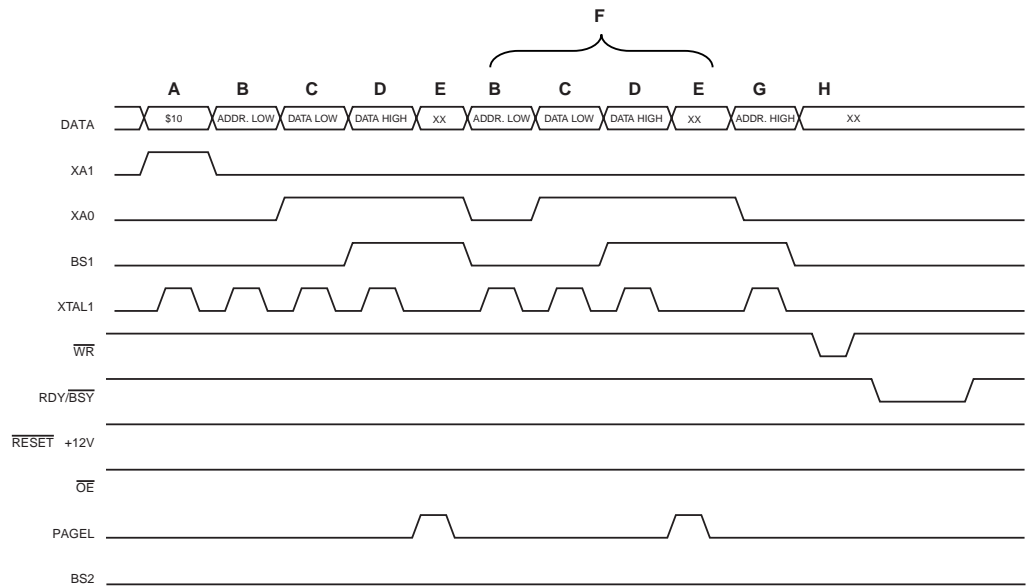 F
A B C D E B C D E G H
DATA $10 ADDR. LOW DATA LOW DATA HIGH XX ADDR. LOW DATA LOW DATA HIGH XX ADDR. HIGH XX
XA1
XA0
BS1
XTAL1
WR
RDY/BSY
RESET +12V
OE
PAGEL
BS2